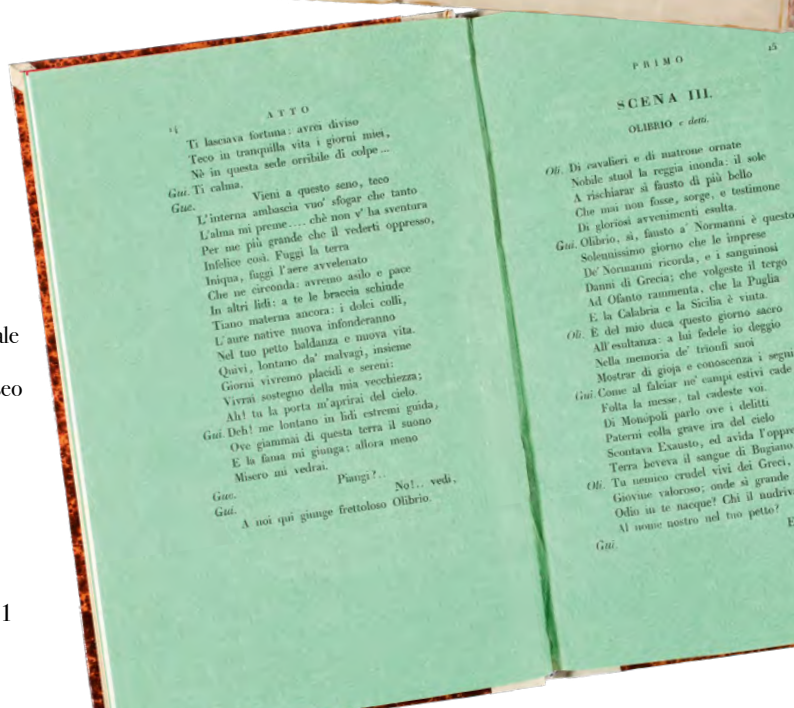 ale
eo
1
14
ATTO
Ti lasciava fortuna: avrei diviso
Teco in tranquilla vita i giorni miei,
Nè in questa sede orribile di colpe...
Gui. Ti calma.
Gue. Vieni a questo seno, teco
L'interna ambascia vuo' sfogar che tanto
L'alma mi preme.... chè non v' ha sventura
Per me più grande che il vederti oppresso,
Infelice così. Fuggi la terra
Iniqua, fuggi l'aere avvelenato
Che ne circonda: avremo asilo e pace
In altri lidi: a te le braccia schiude
Tiano materna ancora: i dolci colli,
L'aure native nuova infonderanno
Nel tuo petto baldanza e nuova vita.
Quivi, lontano da' malvagi, insieme
Giorni vivremo placidi e sereni:
Vivrai sostegno della mia vecchiezza;
Ah! tu la porta m'aprirai del cielo.
Gui. Deh! me lontano in lidi estremi guida,
Ove giammai di questa terra il suono
E la fama mi giunga: allora meno
Misero mi vedrai.
Gue. Piangi?..
Gui. No!.. vedi,
A noi qui giunge frettoloso Olibrio.
PRIMO
15
SCENA III.
OLIBRIO e detti.
Oli. Di cavalieri e di matrone ornate
Nobile stuol la reggia inonda: il sole
A rischiarar sì fausto dì più bello
Che mai non fosse, sorge, e testimone
Di gloriosi avvenimenti esulta.
Gui. Olibrio, sì, fausto a' Normanni è questo
Solennissimo giorno che le imprese
De' Normanni ricorda, e i sanguinosi
Danni di Grecia; che volgeste il tergo
Ad Ofanto rammenta, che la Puglia
E la Calabria e la Sicilia è vinta.
Oli. È del mio duca questo giorno sacro
All'esultanza: a lui fedele io deggio
Nella memoria de' trionfi suoi
Mostrar di gioja e conoscenza i segni
Gui Come al falciar ne' campi estivi cade
Folta la messe, tal cadeste voi.
Di Monopoli parlo ove i delitti
Paterni colla grave ira del cielo
Scontava Exausto, ed avida l'oppre
Terra beveva il sangue di Bugiano
Oli. Tu nemico crudel vivi dei Greci,
Giovine valoroso; onde sì grande
Odio in te nacque? Chi il nudriva
Al nome nostro nel tuo petto?
Gui. E